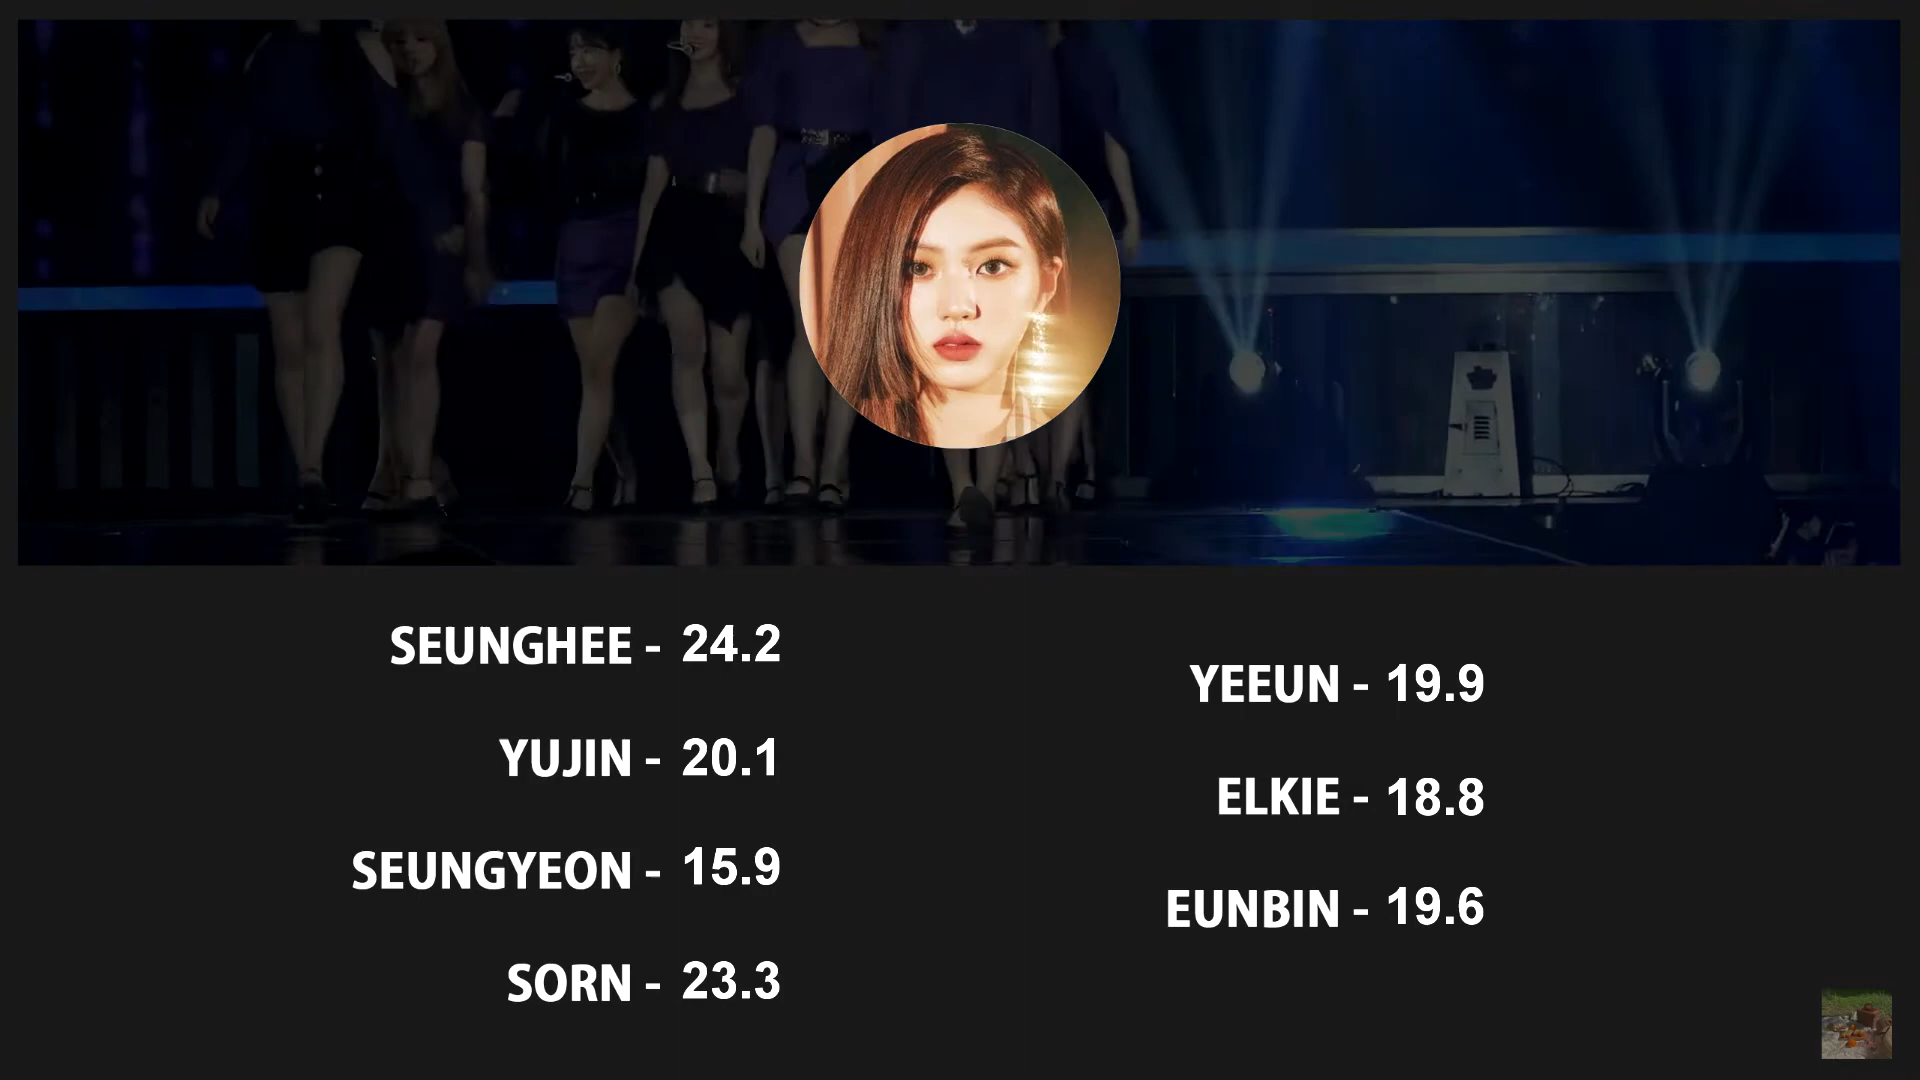 SEUNGHEE - 24.2
YUJIN - 20.1
SEUNGYEON - 15.9
SORN - 23.3
YEEUN - 19.9
ELKIE - 18.8
EUNBIN - 19.6